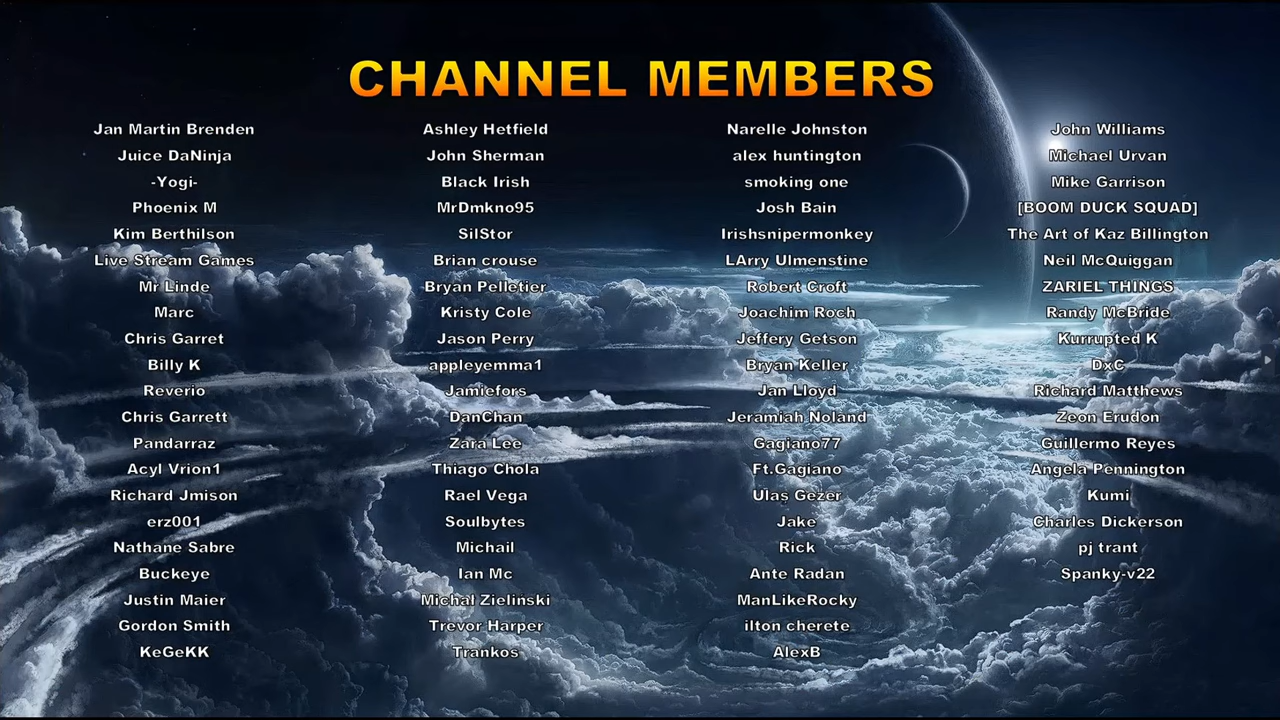 CHANNEL MEMBERS
Jan Martin Brenden
Juice DaNinja
-Yogi-
Phoenix M
Kim Berthilson
Live Stream Games
Mr Linde
Marc
Chris Garret
Billy K
Reverio
Chris Garrett
Pandarraz
Acyl Vrion1
Richard Jmison
erz001
Nathane Sabre
Buckeye
Justin Maier
Gordon Smith
KeGeKK
Ashley Hetfield
John Sherman
Black Irish
MrDmkno95
SilStor
Brian crouse
Bryan Pelletier
Kristy Cole
Jason Perry
appleyemma1
Jamiefors
DanChan
Zara Lee
Thiago Chola
Rael Vega
Soulbytes
Michail
Ian Mc
Michal Zielinski
Trevor Harper
Trankos
Narelle Johnston
alex huntington
smoking one
Josh Bain
Irishsnipermonkey
LArry Ulmenstine
Robert Croft
Joachim Roch
Jeffery Getson
Bryan Keller
Jan Lloyd
Jeramiah Noland
Gagiano77
Ft.Gagiano
Ulas Gezer
Jake
Rick
Ante Radan
ManLikeRocky
ilton cherete
AlexB
John Williams
Michael Urvan
Mike Garrison
[BOOM DUCK SQUAD]
The Art of Kaz Billington
Neil McQuiggan
ZARIEL THINGS
Randy McBride
Kurrupted K
DxC
Richard Matthews
Zeon Erudon
Guillermo Reyes
Angela Pennington
Kumi
Charles Dickerson
pj trant
Spanky-v22